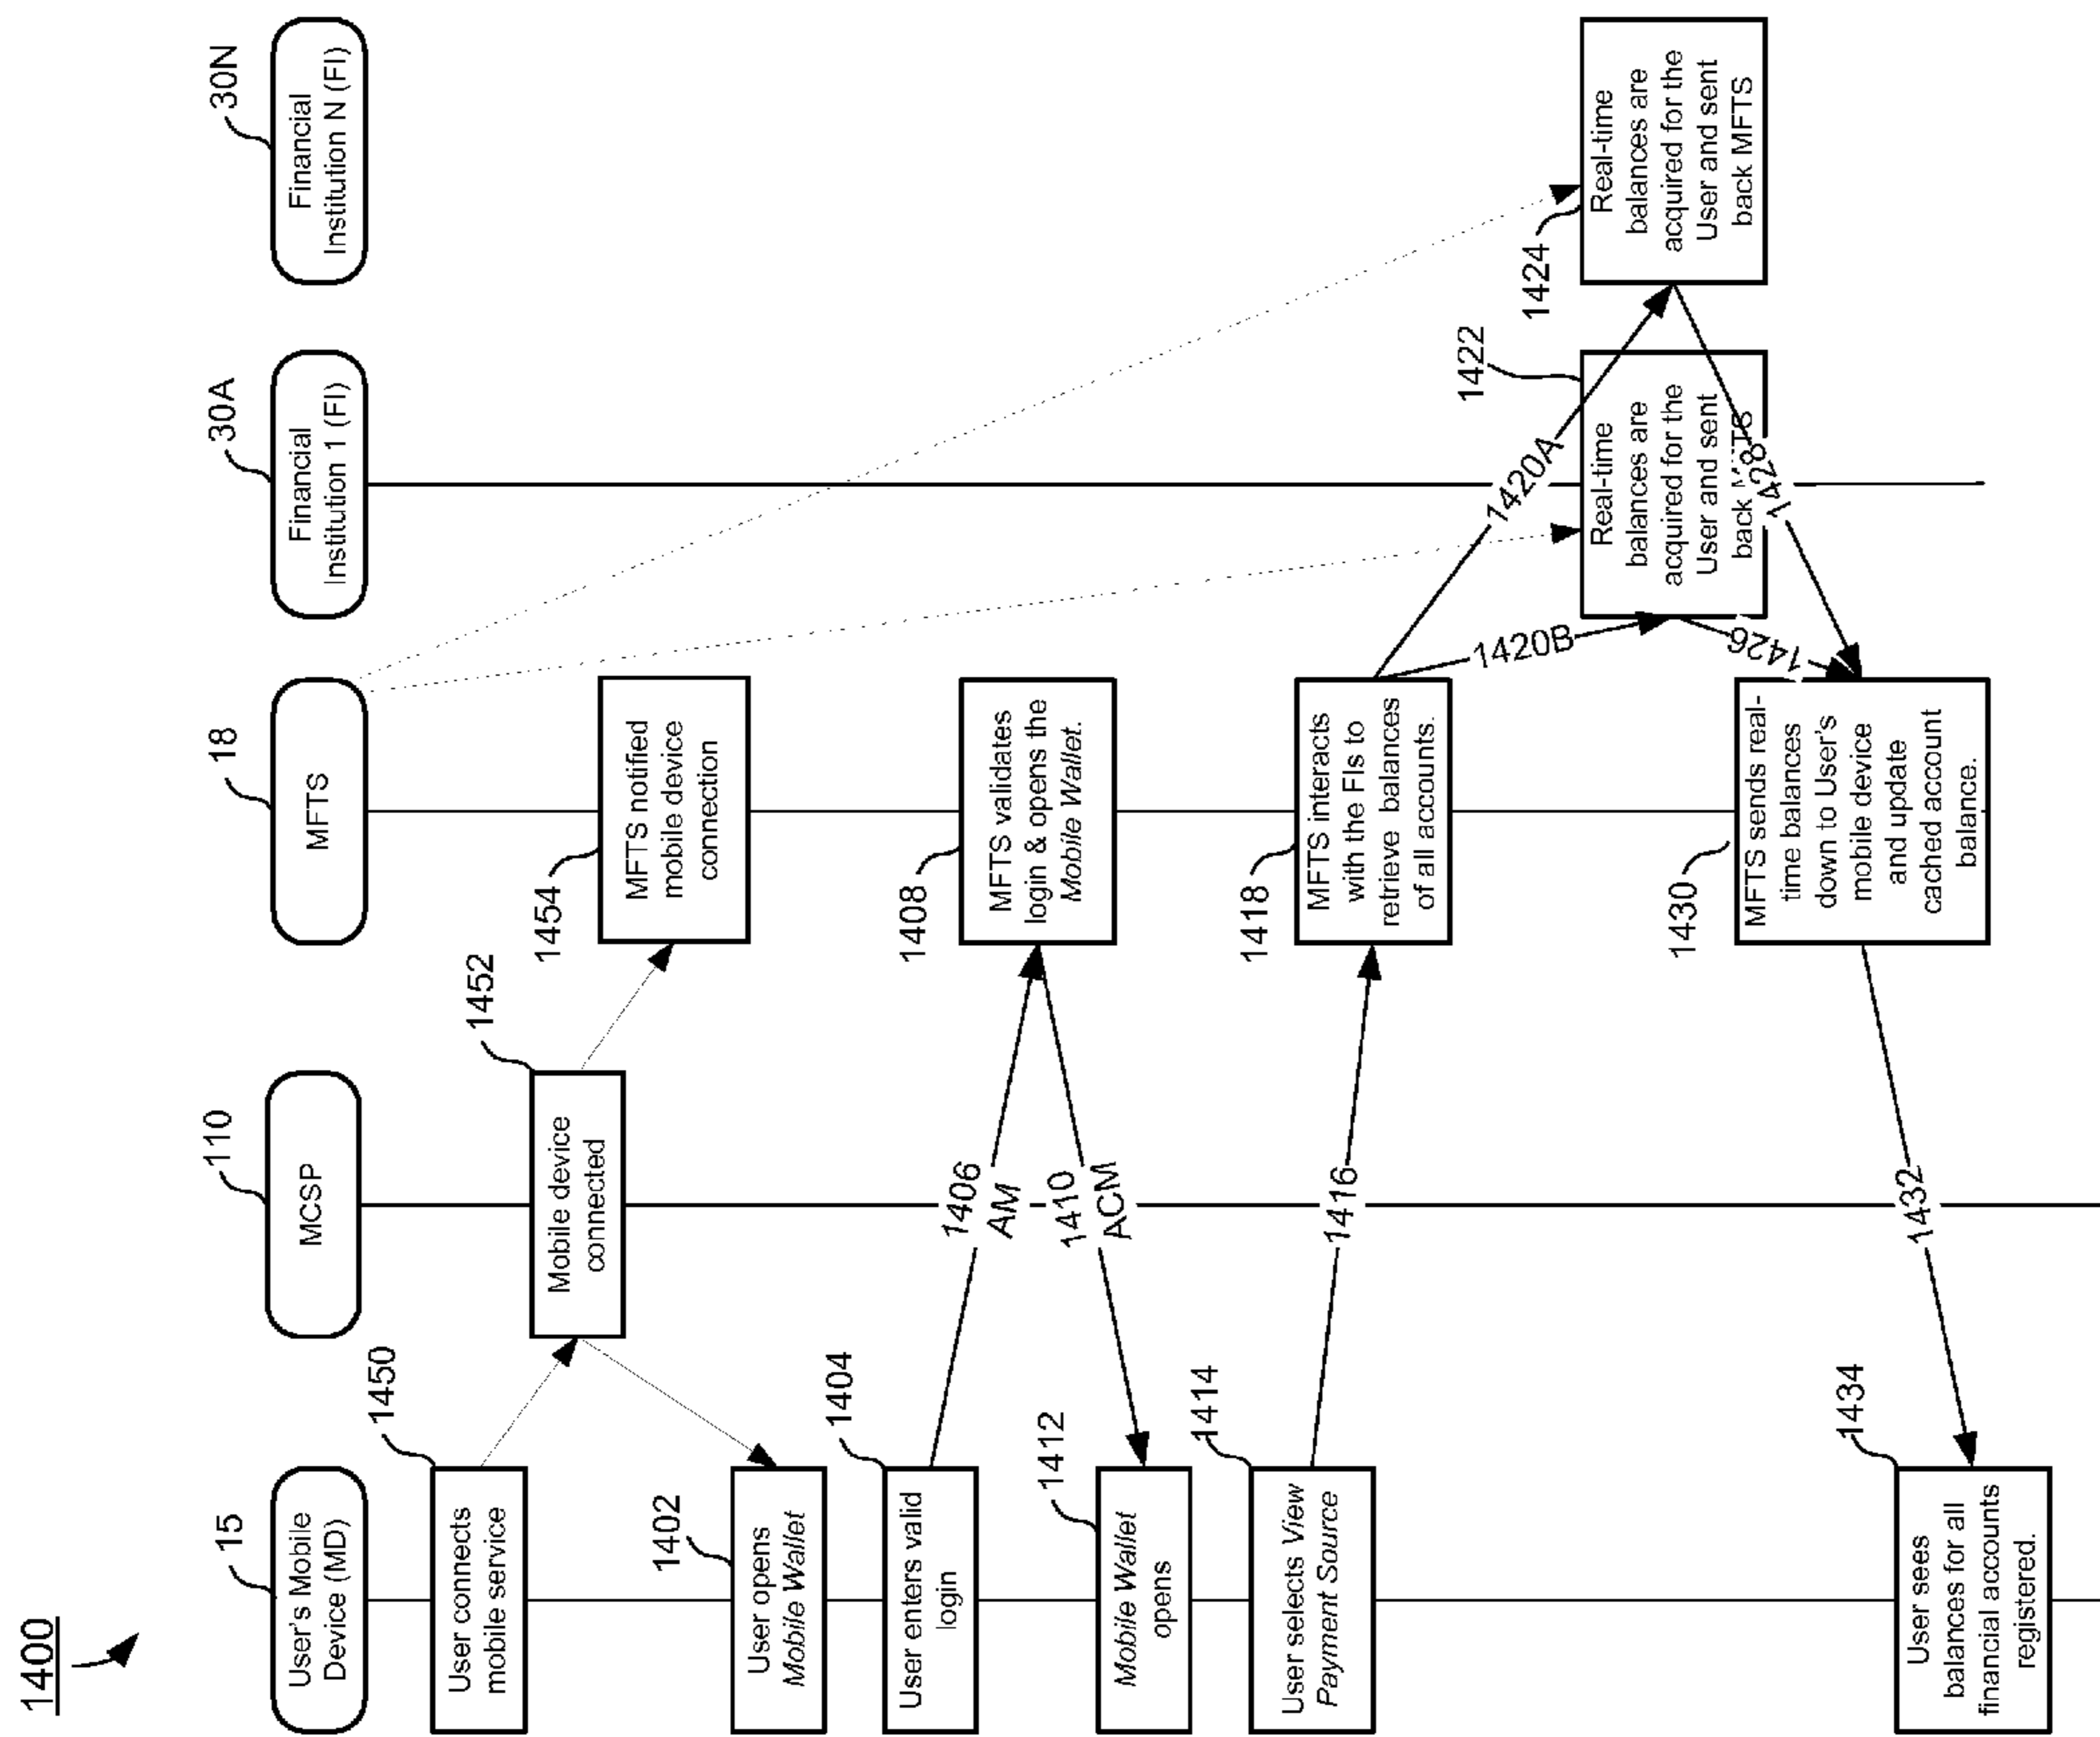 1400
15
User's Mobile
Device (MD)
110
MCSP
18
MFTS
30A
Financial
Institution 1 (FI)
30N
Financial
Institution N (FI)
1450
User connects
mobile service
1452
Mobile device
connected
1454
MFTS notified
mobile device
connection
1402
User opens
Mobile Wallet
1404
User enters valid
login
1406
AM
1408
MFTS validates
login & opens the
Mobile Wallet.
1410
ACM
1412
Mobile Wallet
opens
1414
User selects View
Payment Source
1416
1418
MFTS interacts
with the FIs to
retrieve balances
of all accounts.
1420A
1420B
1422
Real-time
balances are
acquired for the
User and sent
back MFTS
1424
Real-time
balances are
acquired for the
User and sent
back MFTS
1426
1428
1430
MFTS sends real-
time balances
down to User's
mobile device
and update
cached account
balance.
1432
1434
User sees
balances for all
financial accounts
registered.